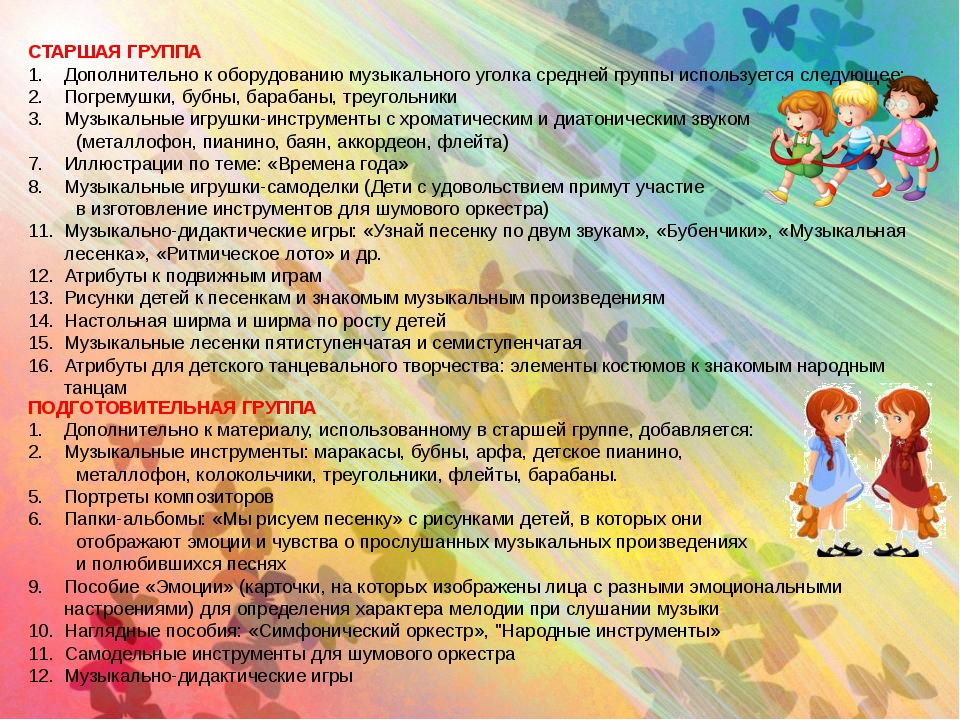 СТАРШАЯ ГРУППА
1. Дополнительно к оборудованию музыкального уголка средней группы используется следующее:
2. Погремушки, бубны, барабаны, треугольники
3. Музыкальные игрушки-инструменты с хроматическим и диатоническим звуком
(металлофон, пианино, баян, аккордеон, флейта)
7. Иллюстрации по теме: «Времена года»
8. Музыкальные игрушки-самоделки (Дети с удовольствием примут участие
в изготовление инструментов для шумового оркестра)
11. Музыкально-дидактические игры: «Узнай песенку по двум звукам», «Бубенчики», «Музыкальная
лесенка», «Ритмическое лото» и др.
12. Атрибуты к подвижным играм
13. Рисунки детей к песенкам и знакомым музыкальным произведениям
14. Настольная ширма и ширма по росту детей
15. Музыкальные лесенки пятиступенчатая и семиступенчатая
16. Атрибуты для детского танцевального творчества: элементы костюмов к знакомым народным
танцам
ПОДГОТОВИТЕЛЬНАЯ ГРУППА
1. Дополнительно к материалу, использованному в старшей группе, добавляется:
2. Музыкальные инструменты: маракасы, бубны, арфа, детское пианино,
металлофон, колокольчики, треугольники, флейты, барабаны.
5. Портреты композиторов
6. Папки-альбомы: «Мы рисуем песенку» с рисунками детей, в которых они
отображают эмоции и чувства о прослушанных музыкальных произведениях
и полюбившихся песнях
9. Пособие «Эмоции» (карточки, на которых изображены лица с разными эмоциональными
настроениями) для определения характера мелодии при слушании музыки
10. Наглядные пособия: «Симфонический оркестр», "Народные инструменты»
11. Самодельные инструменты для шумового оркестра
12. Музыкально-дидактические игры